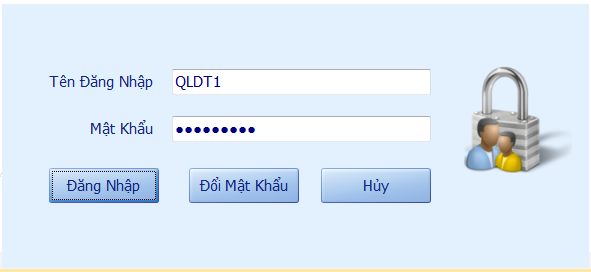 Tên Đăng Nhập QLDT1
Mật Khẩu ●●●●●●●●●
Đăng Nhập Đổi Mật Khẩu Hủy